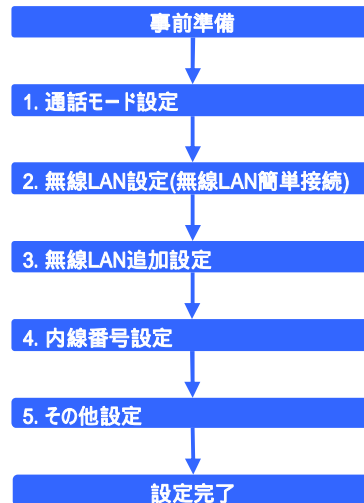 事前準備
1. 通話モード設定
2. 無線LAN設定(無線LAN簡単接続)
3. 無線LAN追加設定
4. 内線番号設定
5. その他設定
設定完了